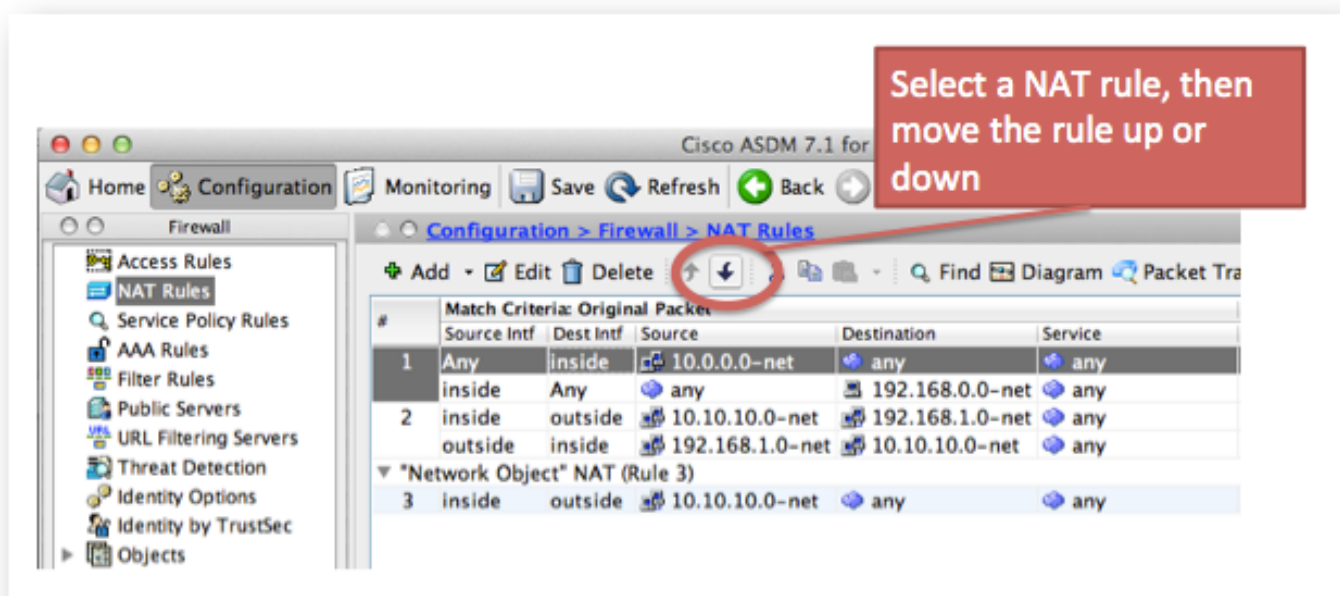 Select a NAT rule, then
move the rule up or
down
Cisco ASDM 7.1 for
Home Configuration Monitoring Save Refresh Back
Firewall
Access Rules
NAT Rules
Service Policy Rules
AAA Rules
Filter Rules
Public Servers
URL Filtering Servers
Threat Detection
Identity Options
Identity by TrustSec
Objects
Configuration > Firewall > NAT Rules
Add Edit Delete Find Diagram Packet Tra
# Match Criteria: Original Packet
Source Intf Dest Intf Source Destination Service
1 Any inside 10.0.0.0-net any any
inside Any any 192.168.0.0-net any
2 inside outside 10.10.10.0-net 192.168.1.0-net any
outside inside 192.168.1.0-net 10.10.10.0-net any
"Network Object" NAT (Rule 3)
3 inside outside 10.10.10.0-net any any